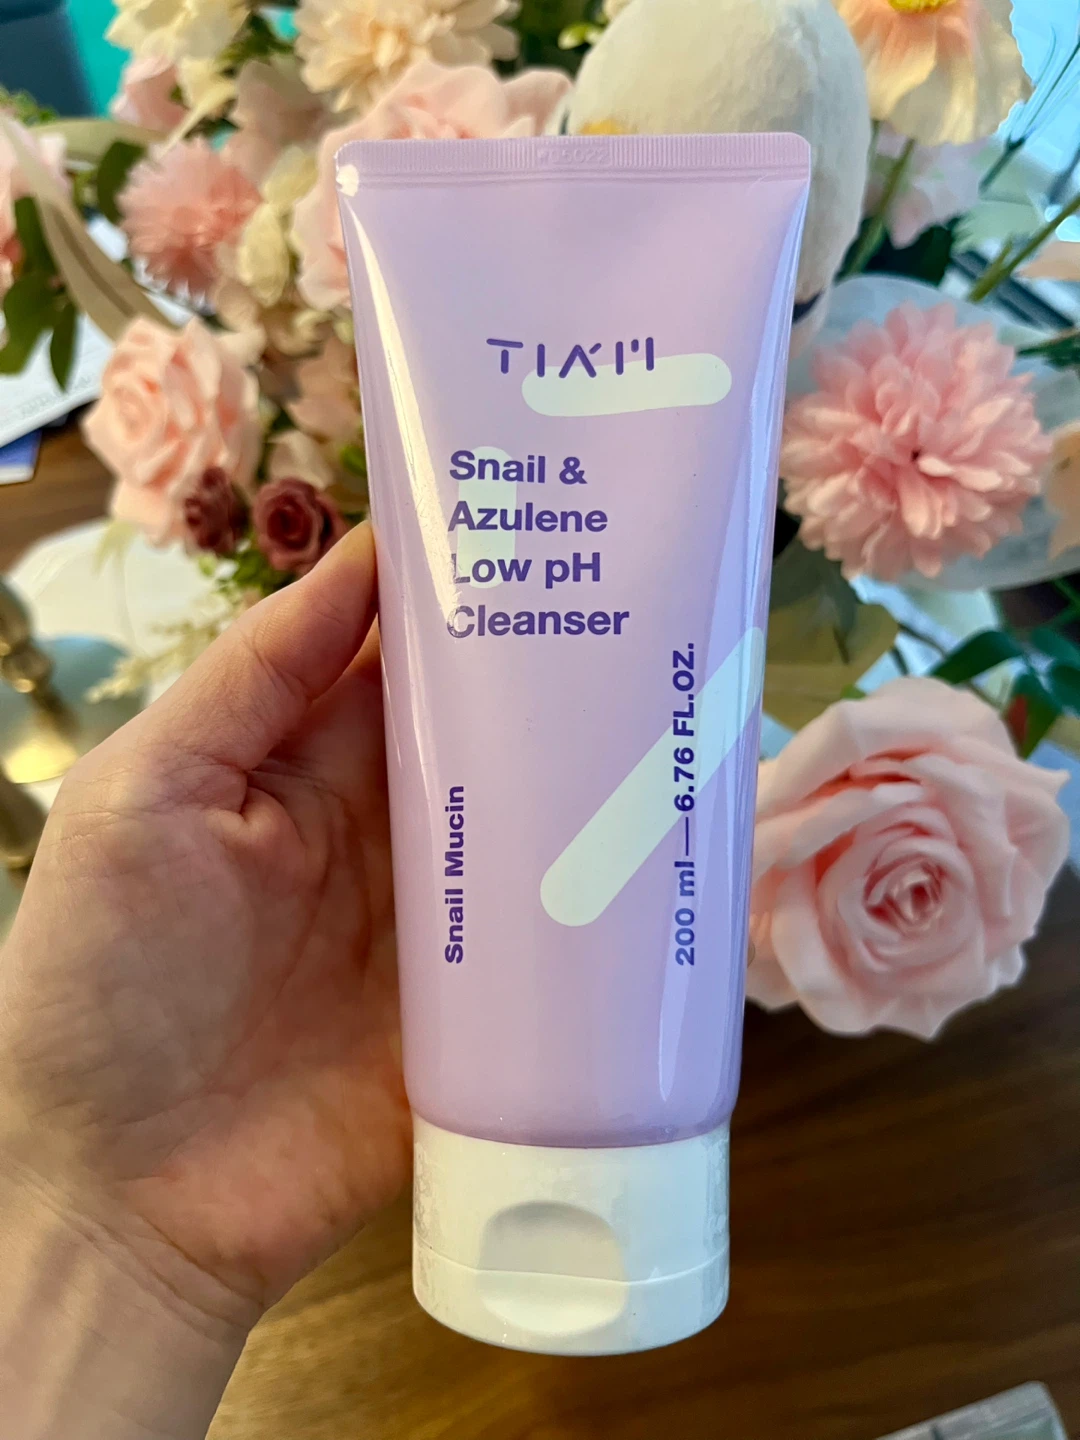 TIA'M
Snail &
Azulene
Low pH
Cleanser
Snail Mucin
200 ml—6.76 FL.OZ.